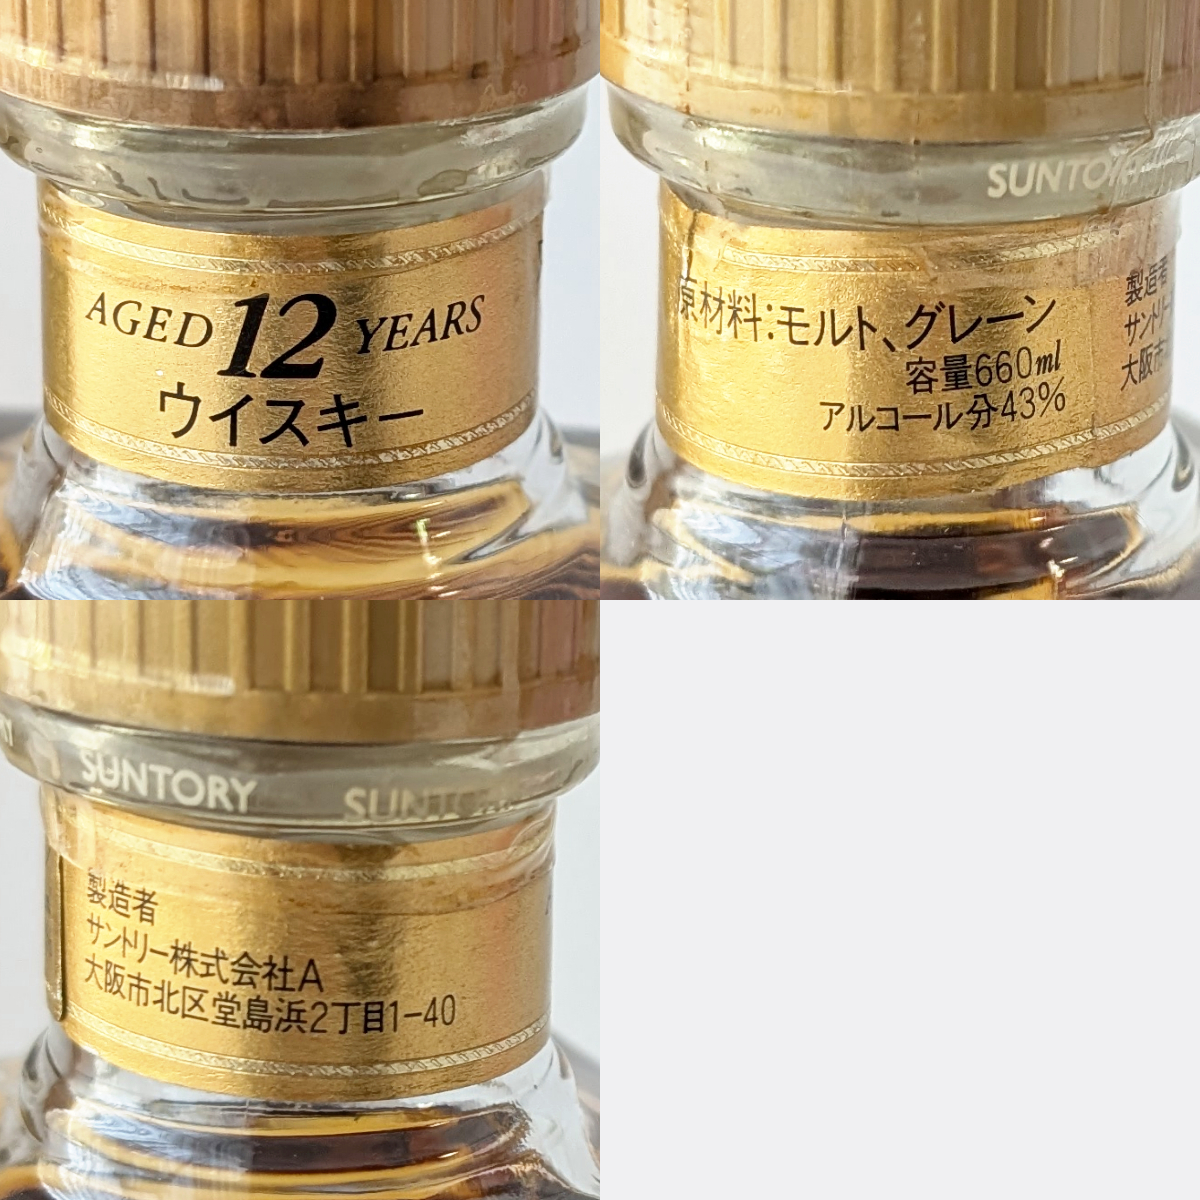 AGED 12 YEARS
ウイスキー
SUNTORY
原材料:モルト、グレーン
容量660ml
アルコール分43%
製造者
サントリー
大阪市
SUNTORY
SUNTORY
製造者
サントリー株式会社A
大阪市北区堂島浜2丁目1-40